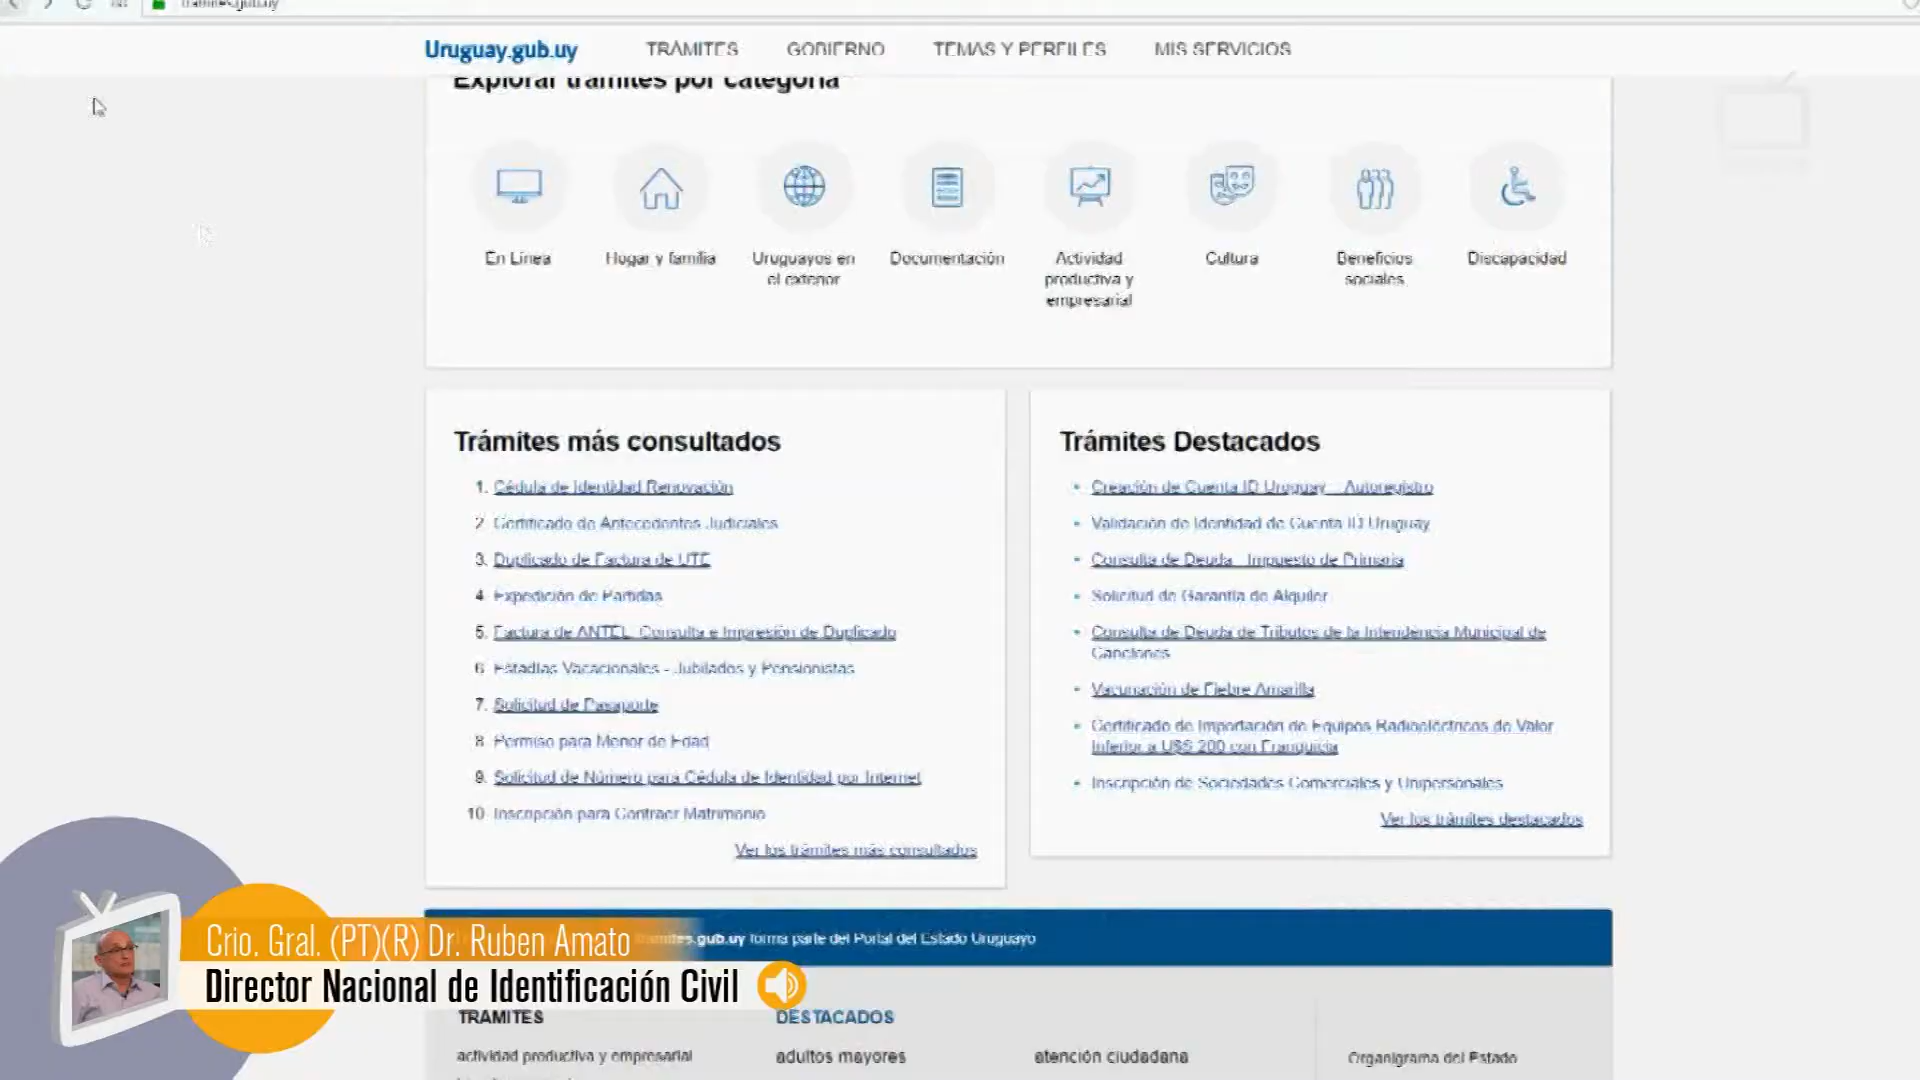 tramites.gub.uy
Uruguay.gub.uy TRÁMITES GOBIERNO TEMAS Y PERFILES MIS SERVICIOS
Explorar trámites por categoría
En Línea
Hogar y familia
Uruguayos en
el exterior
Documentación
Actividad
productiva y
empresarial
Cultura
Beneficios
sociales
Discapacidad
Trámites más consultados
1. Cédula de Identidad Renovación
2 Certificado de Antecedentes Judiciales
3. Duplicado de Factura de UTE
4 Expedición de Partidas
5. Factura de ANTEL. Consulta e Impresión de Duplicado
6 Estadías Vacacionales - Jubilados y Pensionistas
7. Solicitud de Pasaporte
8 Permiso para Menor de Edad
9. Solicitud de Número para Cédula de Identidad por Internet
10 Inscripción para Contraer Matrimonio
Ver los trámites más consultados
Trámites Destacados
Creación de Cuenta ID Uruguay - Autoregistro
Validación de Identidad de Cuenta ID Uruguay
Consulta de Deuda - Impuesto de Primaria
Solicitud de Garantía de Alquiler
Consulta de Deuda de Tributos de la Intendencia Municipal de
Canelones
Vacunación de Fiebre Amarilla
Certificado de Importación de Equipos Radioeléctricos de Valor
Inferior a U$S 200 con Franquicia
Inscripción de Sociedades Comerciales y Unipersonales
Ver los trámites destacados
mites.gub.uy forma parte del Portal del Estado Uruguayo
Crio. Gral. (PT)(R) Dr. Ruben Amato
Director Nacional de Identificación Civil
TRÁMITES
actividad productiva y empresarial
DESTACADOS
adultos mayores
atención ciudadana
Organigrama del Estado